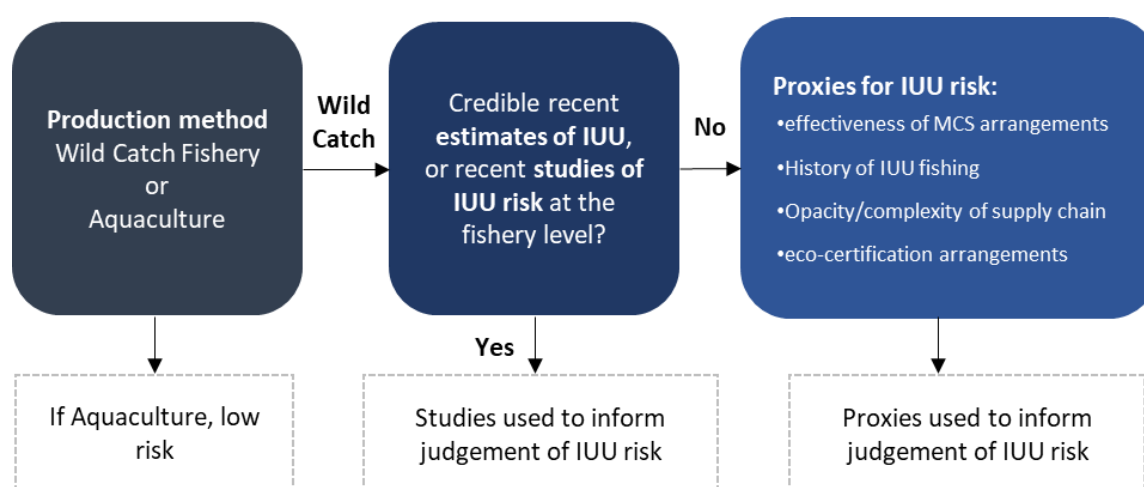 Production method
Wild Catch Fishery
or
Aquaculture
Wild
Catch
Credible recent
estimates of IUU,
or recent studies of
IUU risk at the
fishery level?
No
Proxies for IUU risk:
•effectiveness of MCS arrangements
•History of IUU fishing
•Opacity/complexity of supply chain
•eco-certification arrangements
Yes
If Aquaculture, low
risk
Studies used to inform
judgement of IUU risk
Proxies used to inform
judgement of IUU risk